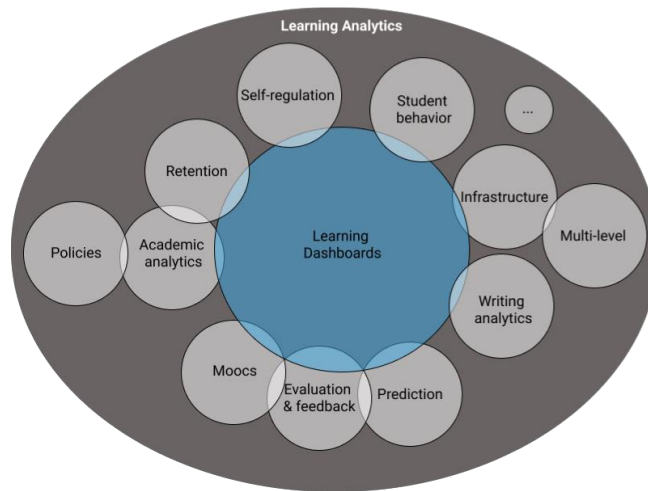 Learning Analytics
Self-regulation
Student
behavior
...
Retention
Infrastructure
Multi-level
Policies
Academic
analytics
Learning
Dashboards
Writing
analytics
Moocs
Evaluation
& feedback
Prediction